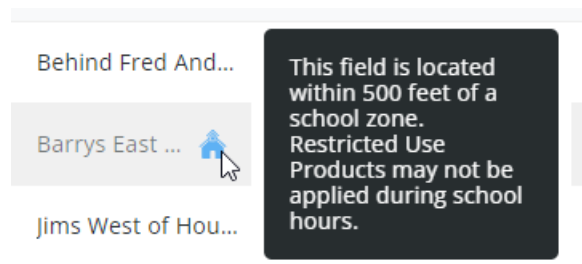 Behind Fred And...
Barrys East ...
Jims West of Hou...
This field is located
within 500 feet of a
school zone.
Restricted Use
Products may not be
applied during school
hours.